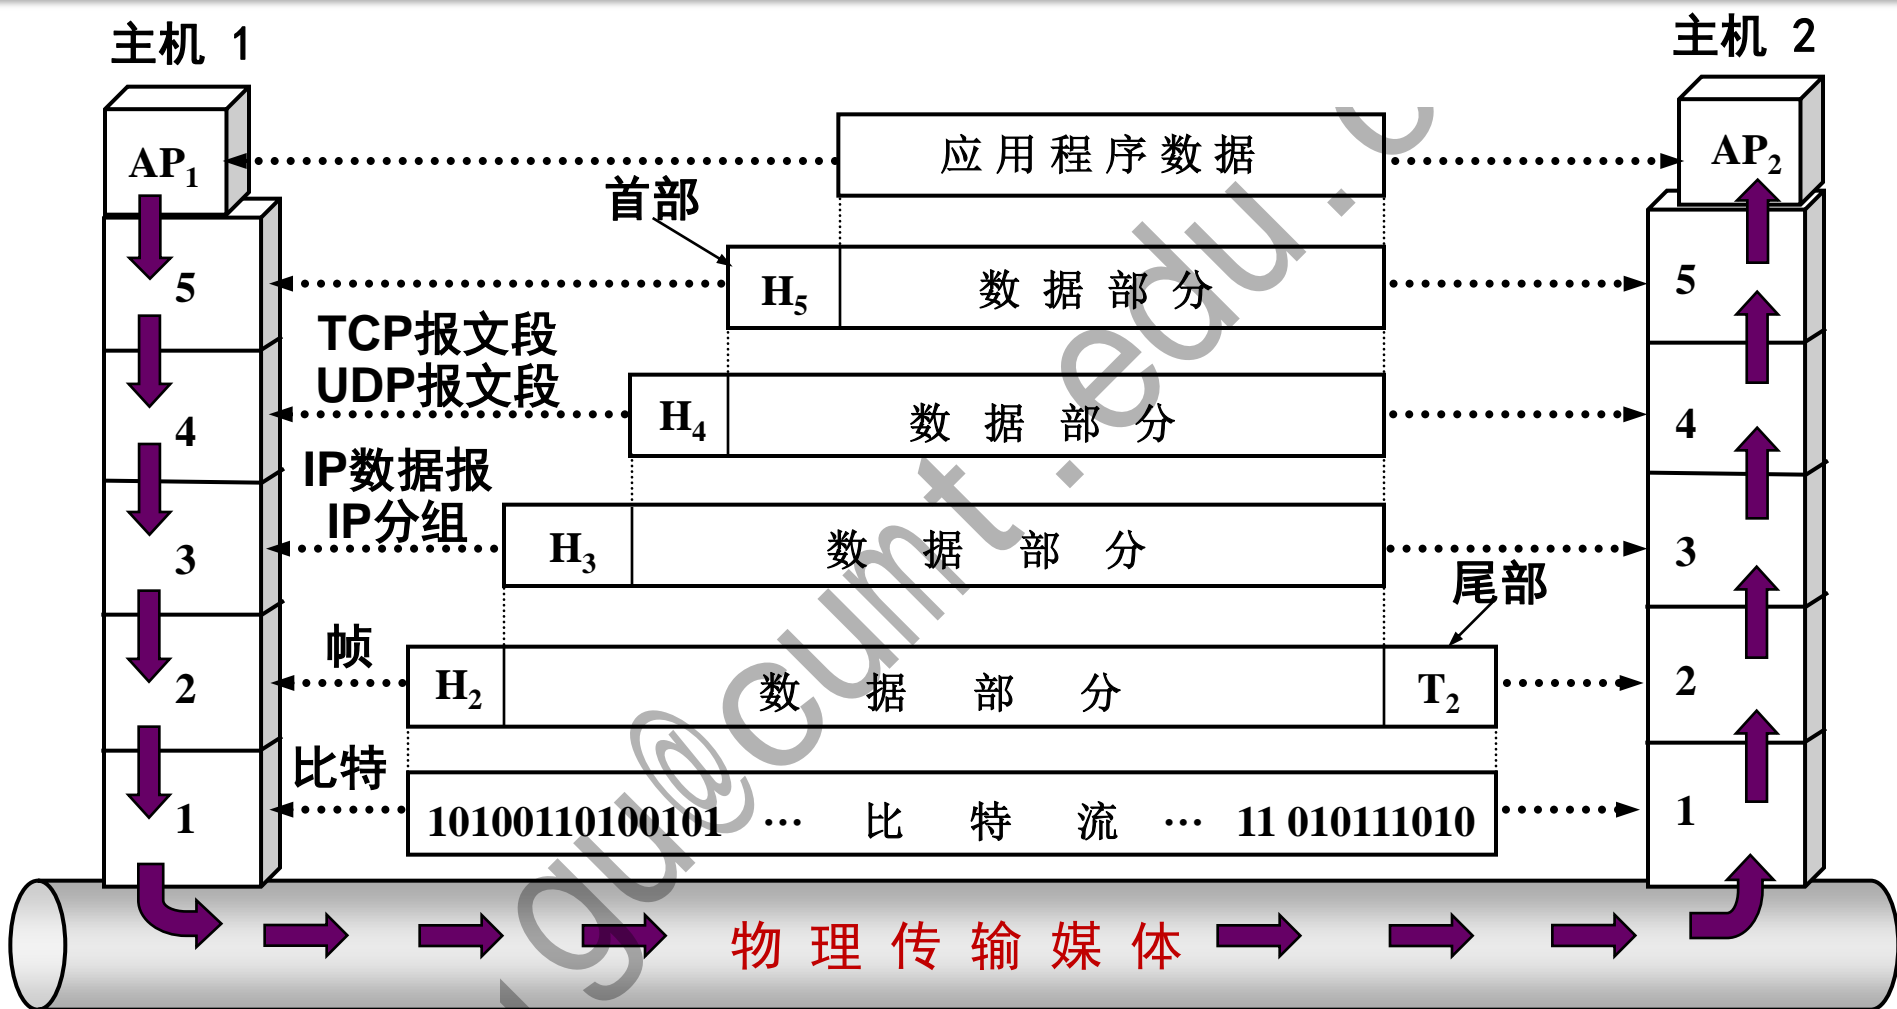 主机 1
主机 2
AP1
应用程序数据
AP2
首部
5
H5
数据部分
5
TCP报文段
UDP报文段
4
H4
数据部分
4
IP数据报
IP分组
3
H3
数据部分
3
尾部
帧
2
H2
数据部分
T2
2
比特
1
10100110100101 … 比特流 … 11 010111010
1
物理传输媒体
gu@cumt.edu.c